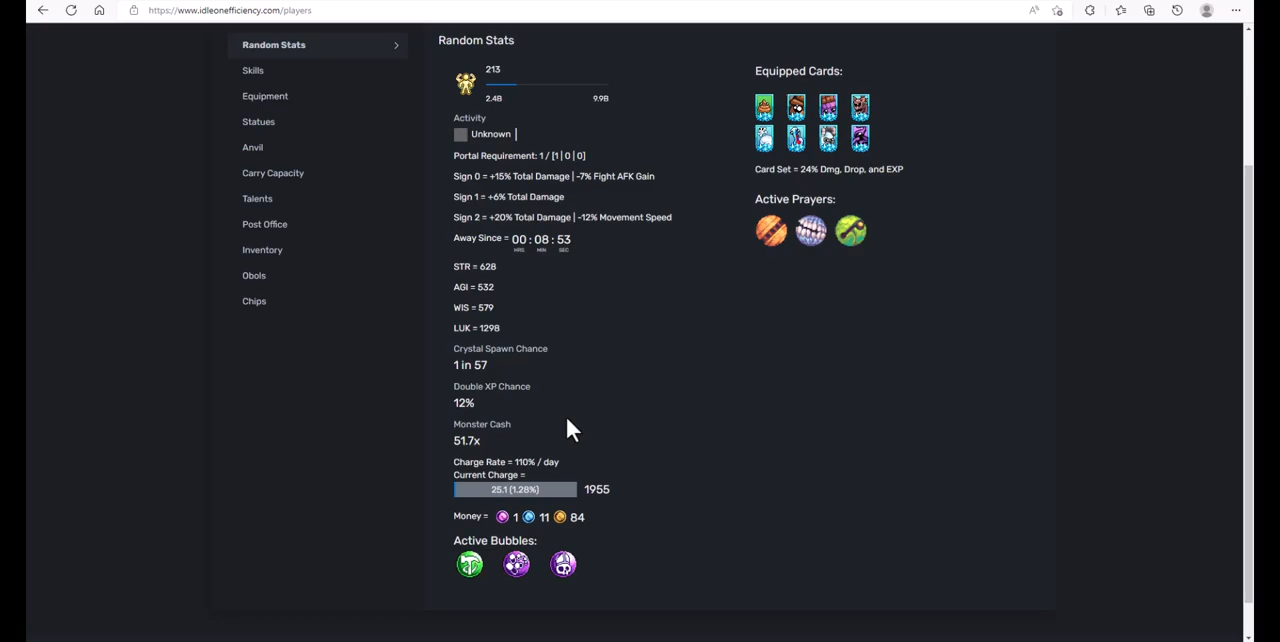 https://www.idleonefficiency.com/players
Random Stats
Skills
Equipment
Statues
Anvil
Carry Capacity
Talents
Post Office
Inventory
Obols
Chips
Random Stats
213
2.4B 9.9B
Activity
Unknown |
Portal Requirement: 1 / [1 | 0 | 0]
Sign 0 = +15% Total Damage | -7% Fight AFK Gain
Sign 1 = +6% Total Damage
Sign 2 = +20% Total Damage | -12% Movement Speed
Away Since = 00 : 08 : 53
HRS MIN SEC
STR = 628
AGI = 532
WIS = 579
LUK = 1298
Crystal Spawn Chance
1 in 57
Double XP Chance
12%
Monster Cash
51.7x
Charge Rate = 110% / day
Current Charge =
25.1 (1.28%) 1955
Money = 1 11 84
Active Bubbles:
Equipped Cards:
Card Set = 24% Dmg, Drop, and EXP
Active Prayers: